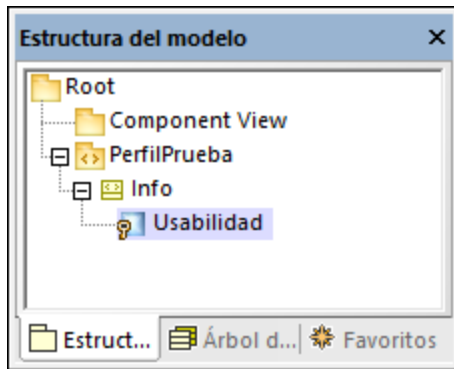 Estructura del modelo
Root
Component View
PerfilPrueba
Info
Usabilidad
Estruct... Árbol d... Favoritos